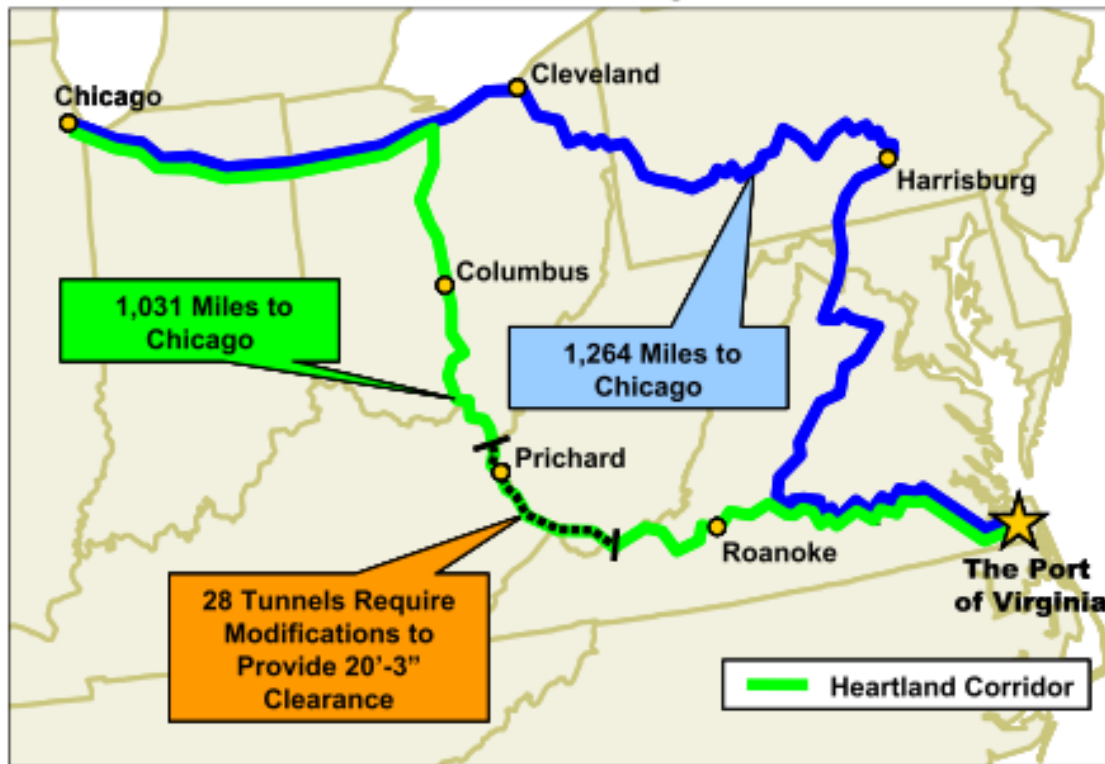 Cleveland
Chicago
Harrisburg
Columbus
1,031 Miles to
Chicago
1,264 Miles to
Chicago
Prichard
Roanoke
The Port
of Virginia
28 Tunnels Require
Modifications to
Provide 20'-3”
Clearance
Heartland Corridor